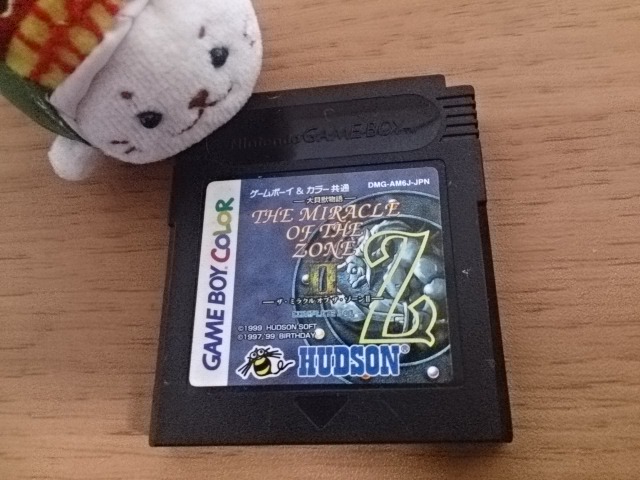 Nintendo GAME BOY
ゲームボーイ & カラー共通
DMG-AM6J-JPN
大貝獣物語
THE MIRACLE
OF THE
ZONE
II
Z
ザ・ミラクル オブ ザ・ゾーンII
©1999 HUDSON SOFT
©1997,'99 BIRTHDAY
HUDSON®
GAME BOY COLOR